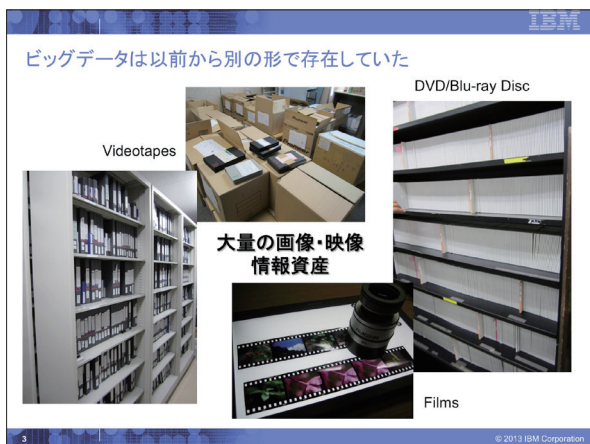 IBM
ビッグデータは以前から別の形で存在していた
DVD/Blu-ray Disc
Videotapes
大量の画像・映像
情報資産
Films
3
© 2013 IBM Corporation